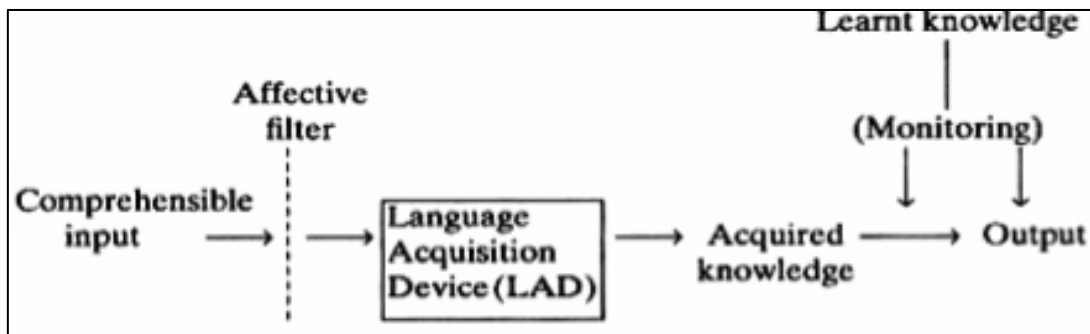 Learnt knowledge
Affective
filter
(Monitoring)
Comprehensible
input
Language
Acquisition
Device (LAD)
Acquired
knowledge
Output